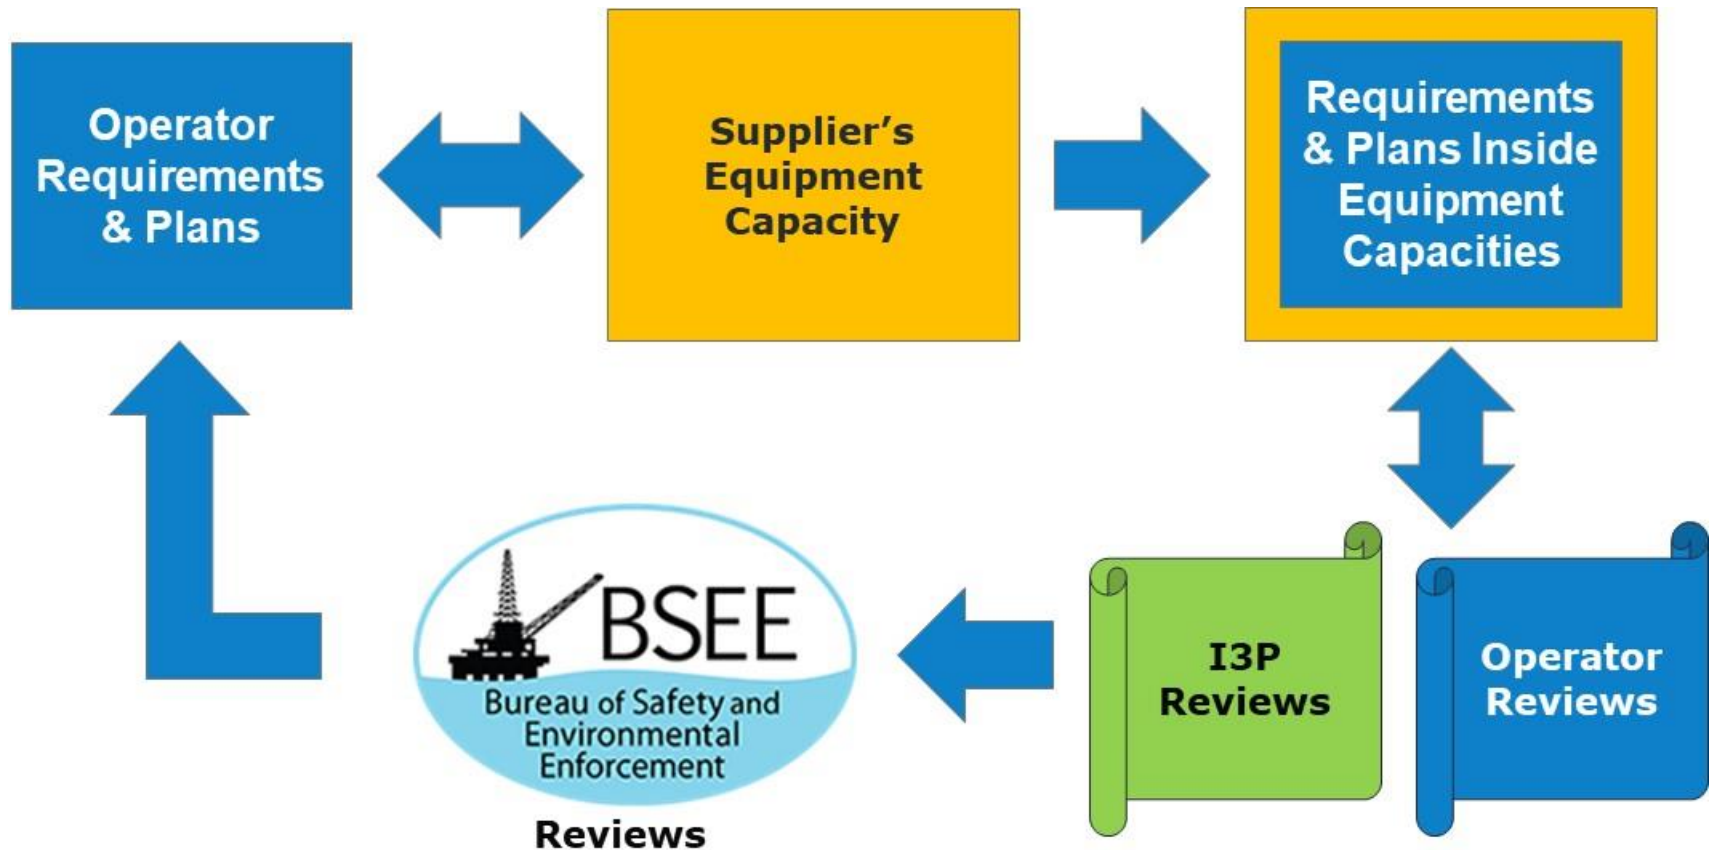 Operator
Requirements
& Plans
Supplier’s
Equipment
Capacity
Requirements
& Plans Inside
Equipment
Capacities
BSEE
Bureau of Safety and
Environmental
Enforcement
Reviews
I3P
Reviews
Operator
Reviews